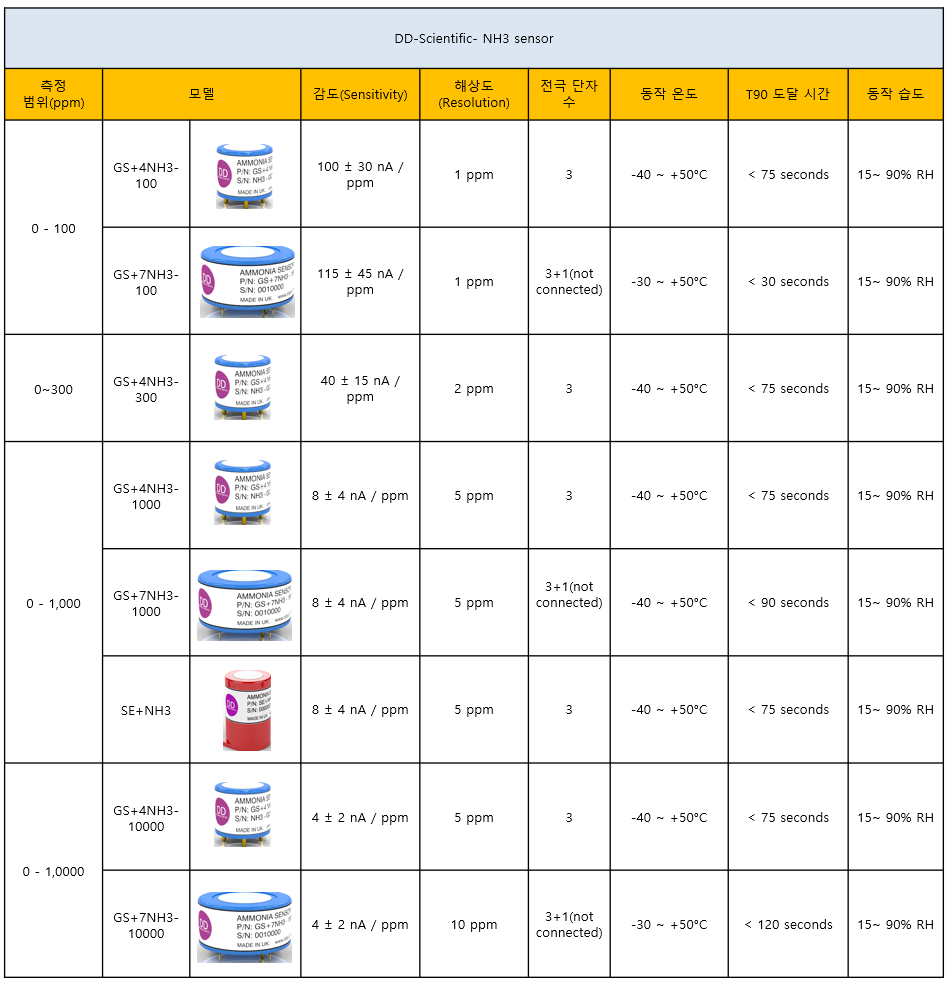 DD-Scientific- NH3 sensor
측정
범위(ppm)
모델
감도(Sensitivity)
해상도
(Resolution)
전극 단자
수
동작 온도
T90 도달 시간
동작 습도
0 - 100
GS+4NH3-
100
AMMONIA SE
P/N: GS+4
S/N: NH3
MADE IN UK
100 ± 30 nA /
ppm
1 ppm
3
-40 ~ +50°C
< 75 seconds
15~ 90% RH
GS+7NH3-
100
DD
AMMONIA SENSO
P/N: GS+7NH3 -
S/N: 0010000
MADE IN UK.
115 ± 45 nA /
ppm
1 ppm
3+1(not
connected)
-30 ~ +50°C
< 30 seconds
15~ 90% RH
0~300
GS+4NH3-
300
DD
AMMONIA SE
P/N: GS+4
S/N: NH3
MADE IN UK
40 ± 15 nA /
ppm
2 ppm
3
-40 ~ +50°C
< 75 seconds
15~ 90% RH
0 - 1,000
GS+4NH3-
1000
DD
AMMONIA SE
P/N: GS+4
S/N: NH3
MADE IN UK
8 ± 4 nA / ppm
5 ppm
3
-40 ~ +50°C
< 75 seconds
15~ 90% RH
GS+7NH3-
1000
DD
AMMONIA SENSO
P/N: GS+7NH3 -
S/N: 0010000
MADE IN UK.
8 ± 4 nA / ppm
5 ppm
3+1(not
connected)
-40 ~ +50°C
< 90 seconds
15~ 90% RH
SE+NH3
DD
AMMONIA
P/N: SE+
S/N: 0000
MADE IN UK
8 ± 4 nA / ppm
5 ppm
3
-40 ~ +50°C
< 75 seconds
15~ 90% RH
0 - 1,0000
GS+4NH3-
10000
DD
AMMONIA SE
P/N: GS+4
S/N: NH3
MADE IN UK
4 ± 2 nA / ppm
5 ppm
3
-40 ~ +50°C
< 75 seconds
15~ 90% RH
GS+7NH3-
10000
DD
AMMONIA SENSO
P/N: GS+7NH3 -
S/N: 0010000
MADE IN UK.
4 ± 2 nA / ppm
10 ppm
3+1(not
connected)
-30 ~ +50°C
< 120 seconds
15~ 90% RH